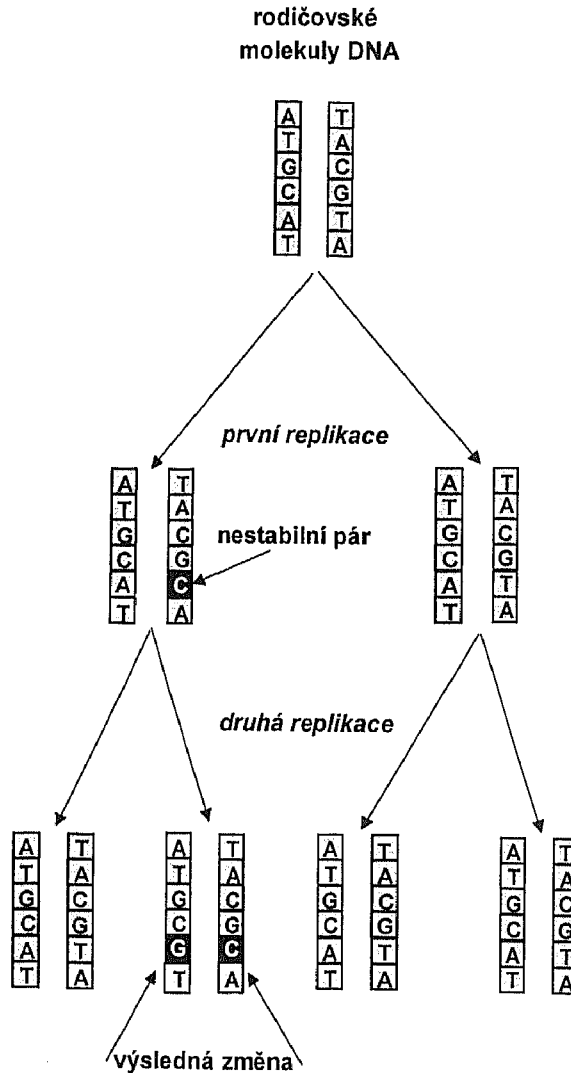 rodičovské
molekuly DNA
A T
T A
G C
C G
A T
T A
první replikace
A T
T A
G C
C G
A C
T A
nestabilní pár
A T
T A
G C
C G
A T
T A
druhá replikace
A T
T A
G C
C G
A T
T A
A T
T A
G C
C G
G C
T A
A T
T A
G C
C G
A T
T A
A T
T A
G C
C G
A T
T A
výsledná změna